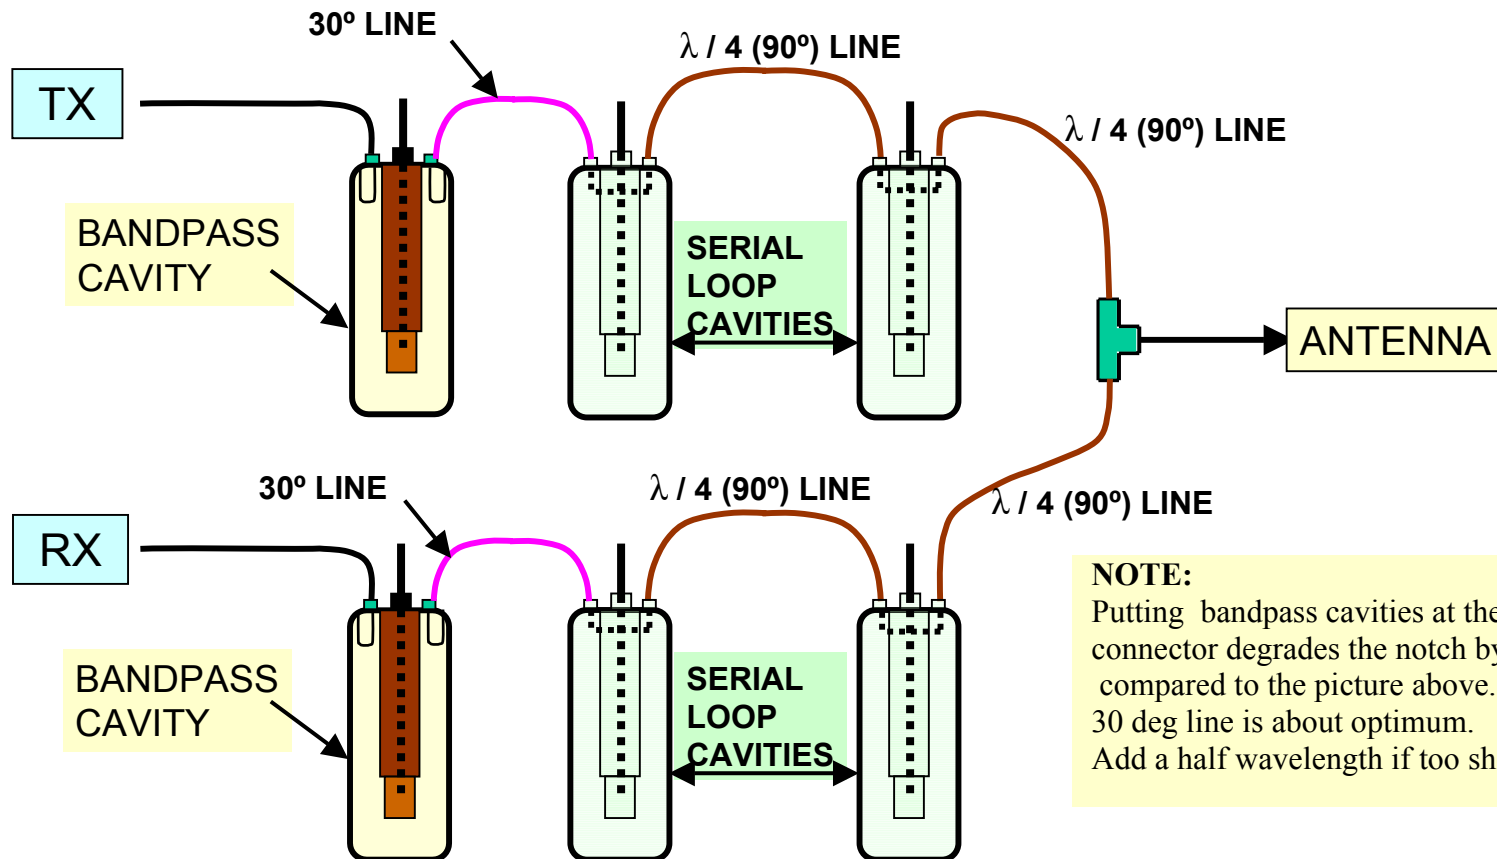 30º LINE
λ / 4 (90º) LINE
TX
λ / 4 (90º) LINE
BANDPASS
CAVITY
SERIAL
LOOP
CAVITIES
ANTENNA
30º LINE
λ / 4 (90º) LINE
λ / 4 (90º) LINE
RX
BANDPASS
CAVITY
SERIAL
LOOP
CAVITIES
NOTE:
Putting bandpass cavities at the
connector degrades the notch by
compared to the picture above.
30 deg line is about optimum.
Add a half wavelength if too